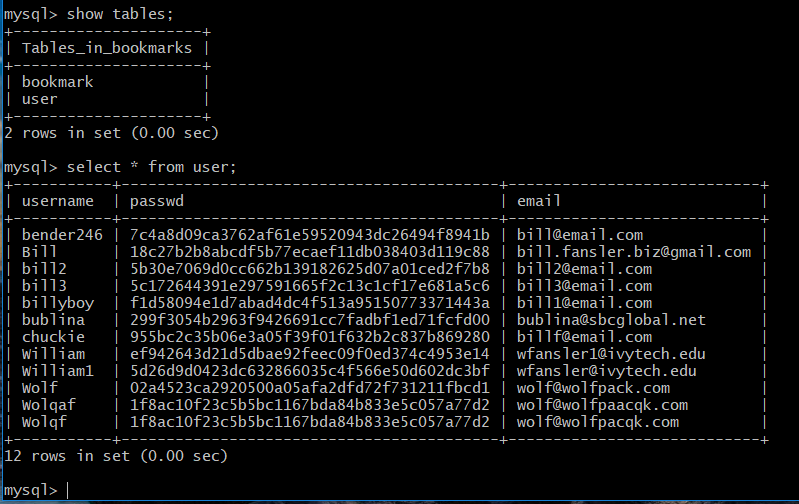 mysql> show tables;
+---------------------+
| Tables_in_bookmarks |
+---------------------+
| bookmark            |
| user                |
+---------------------+
2 rows in set (0.00 sec)
mysql> select * from user;
+-----------+------------------------------------------+----------------------------+
| username  | passwd                                   | email                      |
+-----------+------------------------------------------+----------------------------+
| bender246 | 7c4a8d09ca3762af61e59520943dc26494f8941b | bill@email.com             |
| Bill      | 18c27b2b8abcdf5b77ecaef11db038403d119c88 | bill.fansler.biz@gmail.com |
| bill2     | 5b30e7069d0cc662b139182625d07a01ced2f7b8 | bill2@email.com            |
| bill3     | 5c172644391e297591665f2c13c1cf17e681a5c6 | bill3@email.com            |
| billyboy  | f1d58094e1d7abad4dc4f513a95150773371443a | bill1@email.com            |
| bublina   | 299f3054b2963f9426691cc7fadbf1ed71fcfd00 | bublina@sbcglobal.net      |
| chuckie   | 955bc2c35b06e3a05f39f01f632b2c837b869280 | billf@email.com            |
| William   | ef942643d21d5dbae92feec09f0ed374c4953e14 | wfansler1@ivytech.edu      |
| William1  | 5d26d9d0423dc632866035c4f566e50d602dc3bf | wfansler@ivytech.edu       |
| Wolf      | 02a4523ca2920500a05afa2dfd72f731211fbcd1 | wolf@wolfpack.com          |
| Wolqaf    | 1f8ac10f23c5b5bc1167bda84b833e5c057a77d2 | wolf@wolfpaacqk.com        |
| Wolqf     | 1f8ac10f23c5b5bc1167bda84b833e5c057a77d2 | wolf@wolfpacqk.com         |
+-----------+------------------------------------------+----------------------------+
12 rows in set (0.00 sec)
mysql>